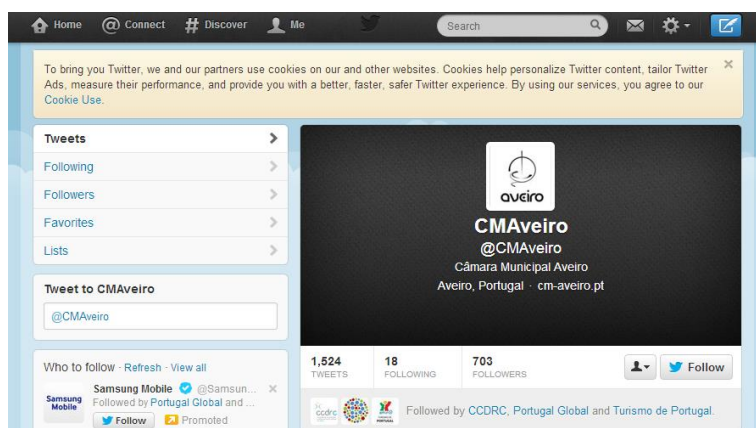 Home @ Connect # Discover Me Search
To bring you Twitter, we and our partners use cookies on our and other websites. Cookies help personalize Twitter content, tailor Twitter
Ads, measure their performance, and provide you with a better, faster, safer Twitter experience. By using our services, you agree to our
Cookie Use.
Tweets
Following
Followers
Favorites
Lists
Tweet to CMAveiro
@CMAveiro
Who to follow · Refresh · View all
Samsung Mobile
Samsung Mobile @Samsun...
Followed by Portugal Global and ...
Follow Promoted
aveiro
CMAveiro
@CMAveiro
Câmara Municipal Aveiro
Aveiro, Portugal · cm-aveiro.pt
1,524 18 703
TWEETS FOLLOWING FOLLOWERS
Follow
ccdrc
Followed by CCDRC, Portugal Global and Turismo de Portugal.